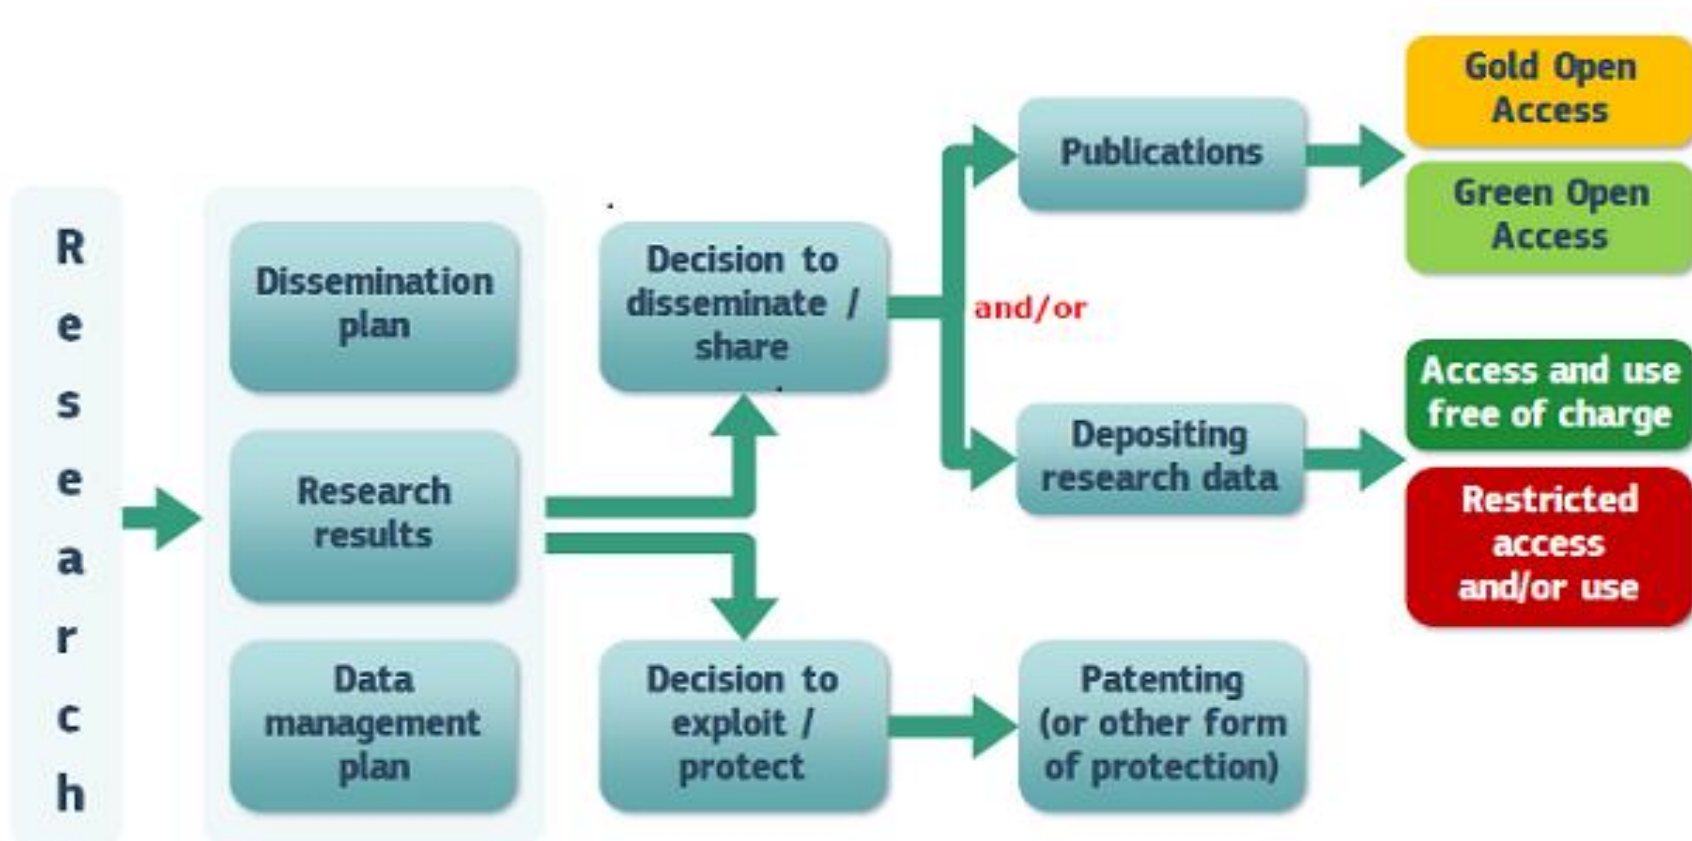 Research
Dissemination
plan
Research
results
Data
management
plan
Decision to
disseminate /
share
Decision to
exploit /
protect
and/or
Publications
Depositing
research data
Patenting
(or other form
of protection)
Gold Open
Access
Green Open
Access
Access and use
free of charge
Restricted
access
and/or use